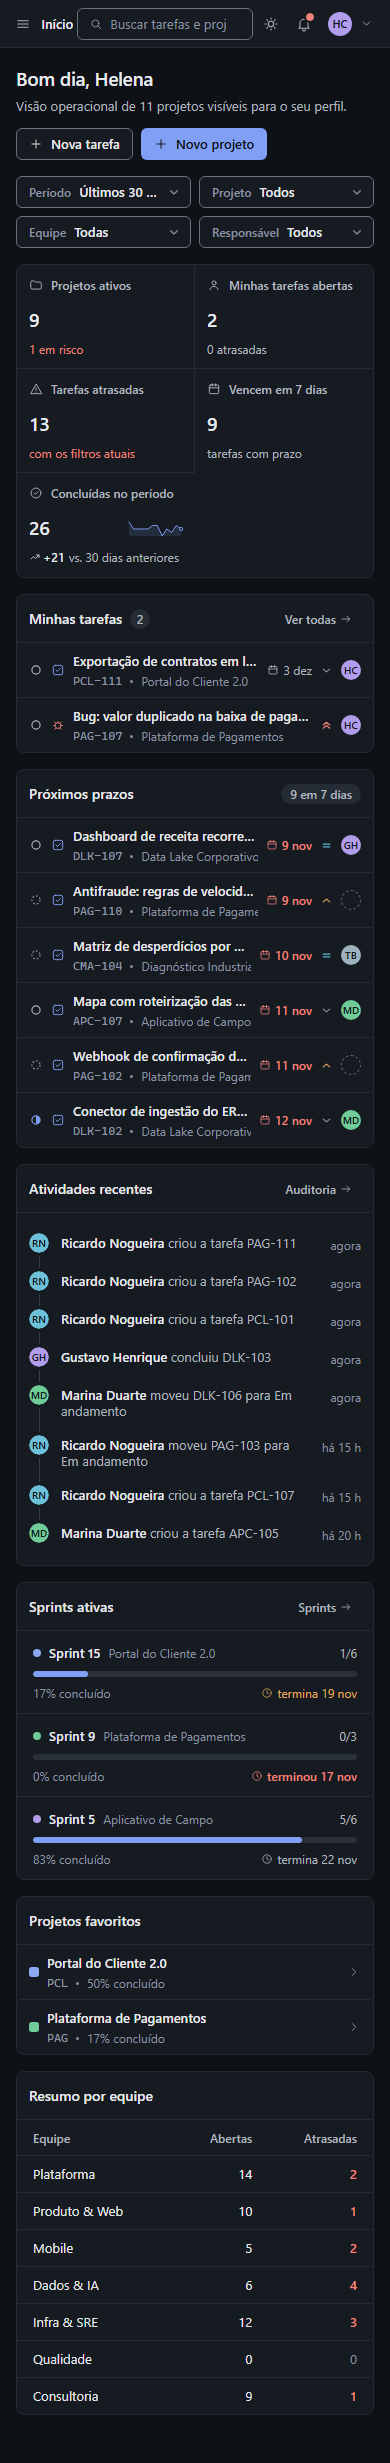 Início
Buscar tarefas e proj
HC
Bom dia, Helena
Visão operacional de 11 projetos visíveis para o seu perfil.
Nova tarefa
Novo projeto
Período Últimos 30 ...
Projeto Todos
Equipe Todas
Responsável Todos
Projetos ativos
9
1 em risco
Minhas tarefas abertas
2
0 atrasadas
Tarefas atrasadas
13
com os filtros atuais
Vencem em 7 dias
9
tarefas com prazo
Concluídas no período
26
+21 vs. 30 dias anteriores
Minhas tarefas 2
Ver todas →
Exportação de contratos em l...
PCL-111 • Portal do Cliente 2.0
3 dez
HC
Bug: valor duplicado na baixa de paga...
PAG-107 • Plataforma de Pagamentos
HC
Próximos prazos
9 em 7 dias
Dashboard de receita recorre...
DLK-107 • Data Lake Corporativo
9 nov
GH
Antifraude: regras de velocid...
PAG-110 • Plataforma de Pagame
9 nov
Matriz de desperdícios por ...
CMA-104 • Diagnóstico Industria
10 nov
TB
Mapa com roteirização das ...
APC-107 • Aplicativo de Campo
11 nov
MD
Webhook de confirmação d...
PAG-102 • Plataforma de Pagam
11 nov
Conector de ingestão do ER...
DLK-102 • Data Lake Corporativ
12 nov
MD
Atividades recentes
Auditoria →
RN
Ricardo Nogueira criou a tarefa PAG-111
agora
RN
Ricardo Nogueira criou a tarefa PAG-102
agora
RN
Ricardo Nogueira criou a tarefa PCL-101
agora
GH
Gustavo Henrique concluiu DLK-103
agora
MD
Marina Duarte moveu DLK-106 para Em
andamento
agora
RN
Ricardo Nogueira moveu PAG-103 para
Em andamento
há 15 h
RN
Ricardo Nogueira criou a tarefa PCL-107
há 15 h
MD
Marina Duarte criou a tarefa APC-105
há 20 h
Sprints ativas
Sprints →
Sprint 15 Portal do Cliente 2.0
1/6
17% concluído
termina 19 nov
Sprint 9 Plataforma de Pagamentos
0/3
0% concluído
terminou 17 nov
Sprint 5 Aplicativo de Campo
5/6
83% concluído
termina 22 nov
Projetos favoritos
Portal do Cliente 2.0
PCL • 50% concluído
Plataforma de Pagamentos
PAG • 17% concluído
Resumo por equipe
Equipe Abertas Atrasadas
Plataforma 14 2
Produto & Web 10 1
Mobile 5 2
Dados & IA 6 4
Infra & SRE 12 3
Qualidade 0 0
Consultoria 9 1